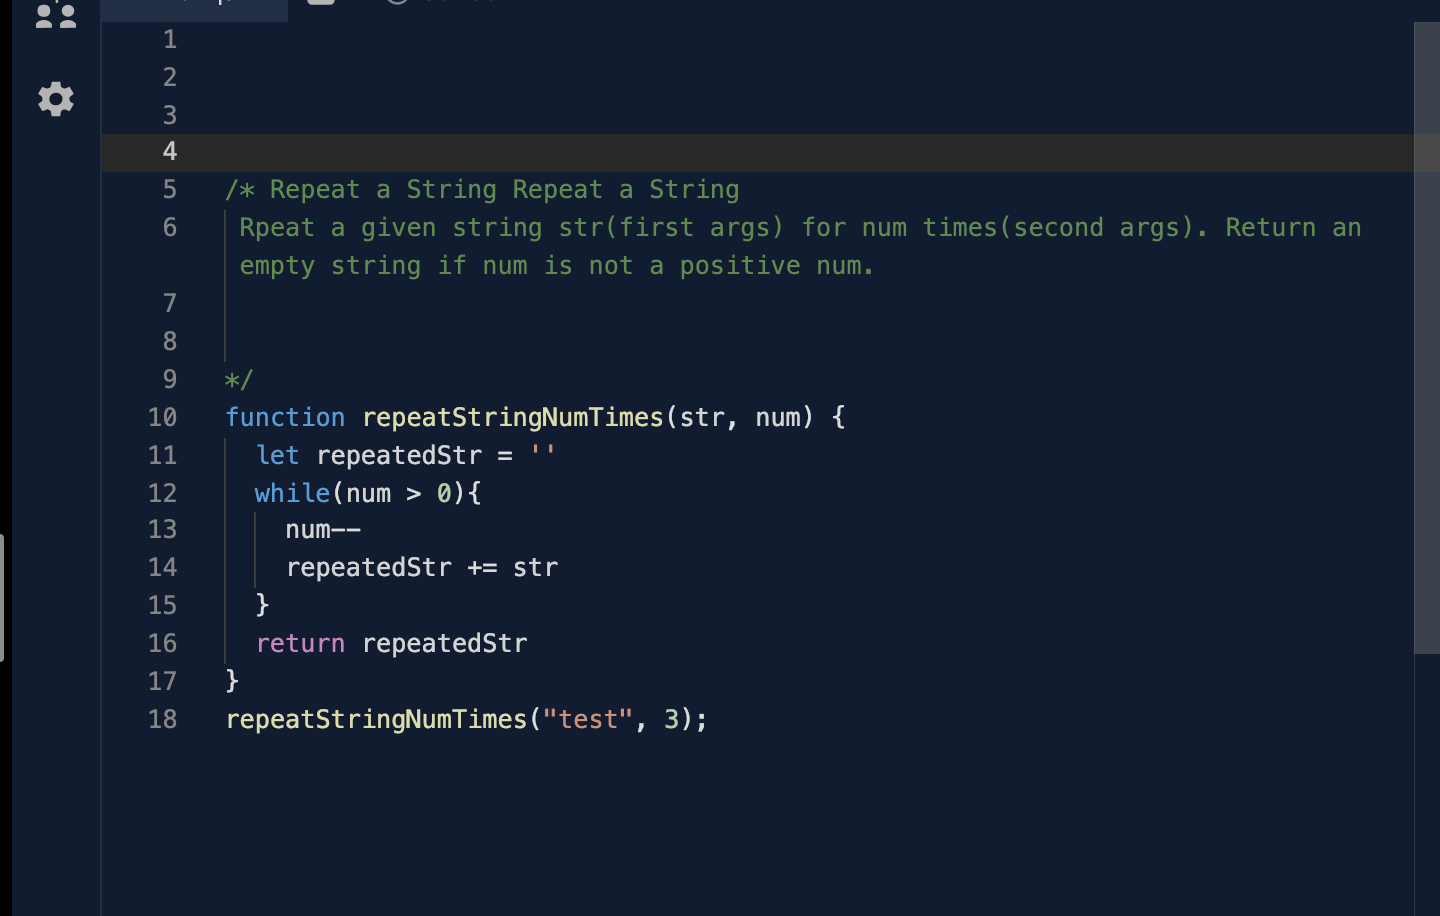 1
2
3
4
5 /* Repeat a String Repeat a String
6 Rpeat a given string str(first args) for num times(second args). Return an
empty string if num is not a positive num.
7
8
9 */
10 function repeatStringNumTimes(str, num) {
11 let repeatedStr = ''
12 while(num > 0){
13 num--
14 repeatedStr += str
15 }
16 return repeatedStr
17 }
18 repeatStringNumTimes("test", 3);